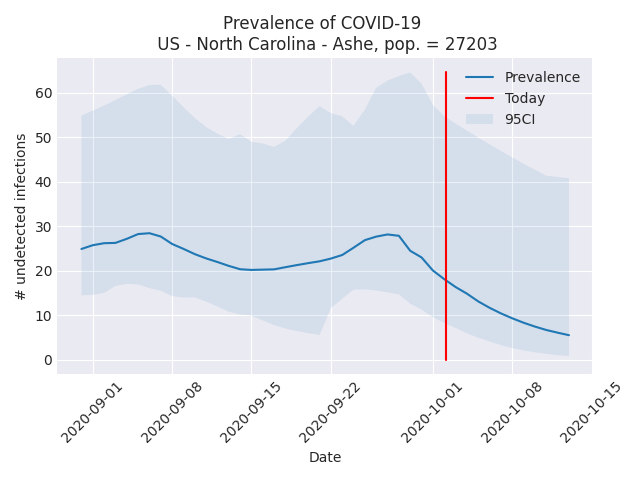 Prevalence of COVID-19
US - North Carolina - Ashe, pop. = 27203
Prevalence
Today
95CI
# undetected infections
60
50
40
30
20
10
0
2020-09-01
2020-09-08
2020-09-15
2020-09-22
2020-10-01
2020-10-08
2020-10-15
Date